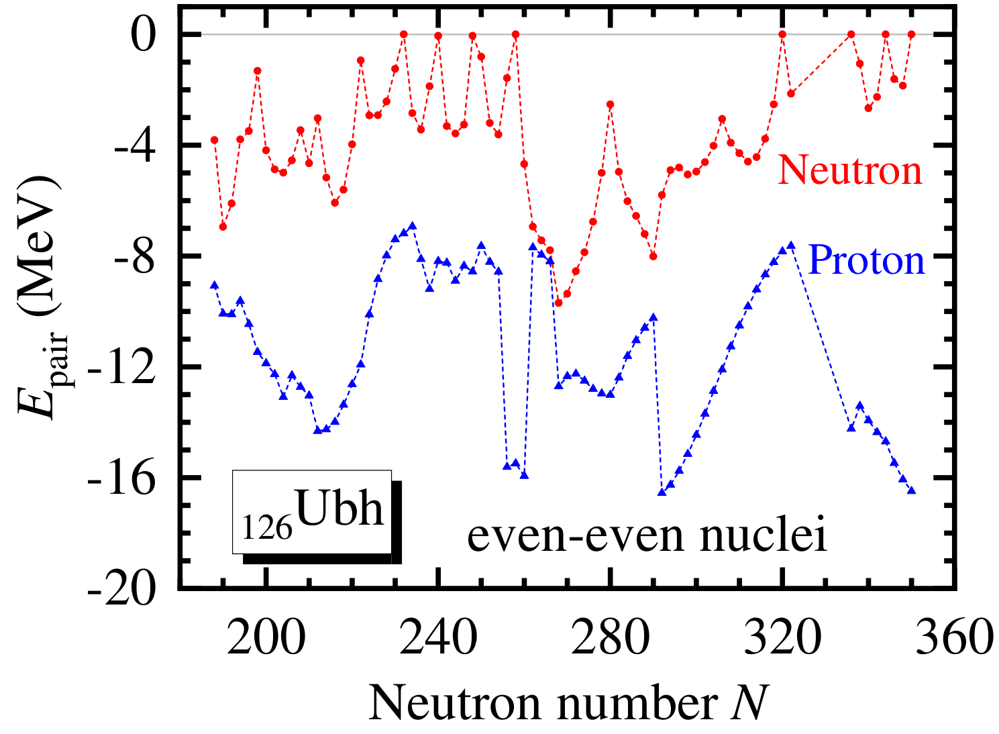 0
-4
-8
-12
-16
-20
E_pair (MeV)
Neutron
Proton
₁₂₆Ubh
even-even nuclei
200 240 280 320 360
Neutron number N